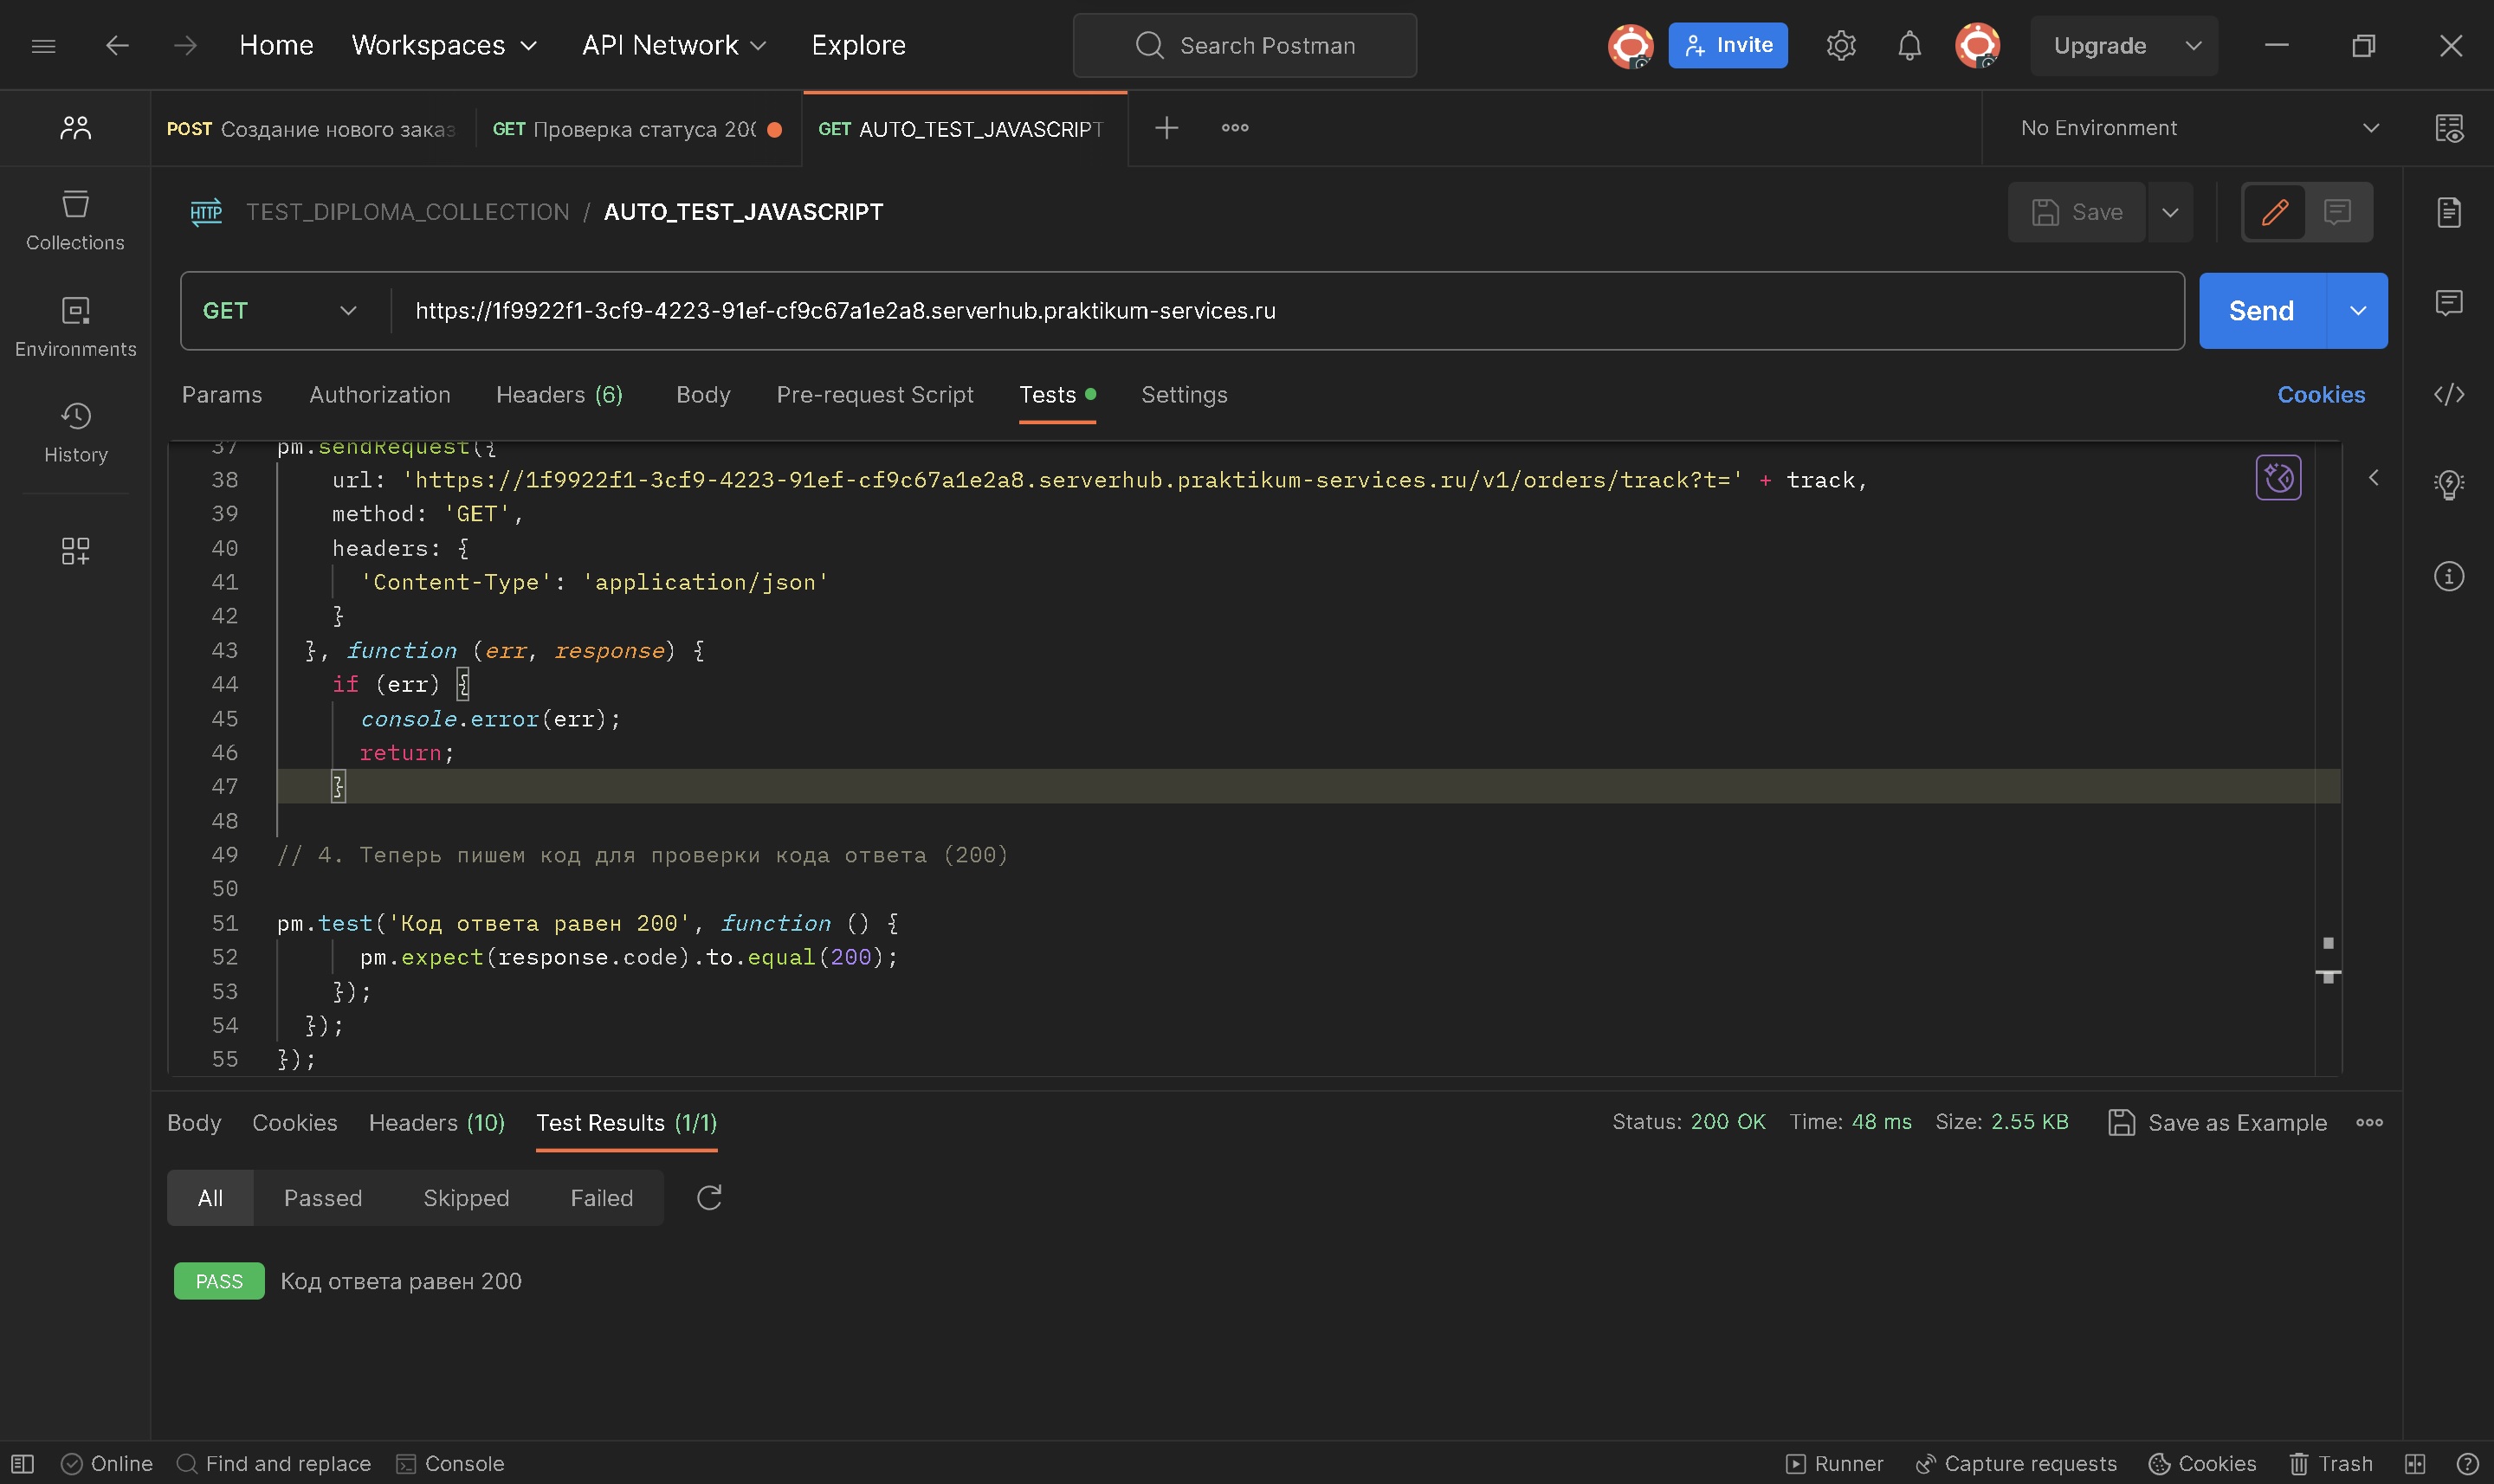 Home Workspaces API Network Explore Search Postman Invite Upgrade
POST Создание нового заказ GET Проверка статуса 200 GET AUTO_TEST_JAVASCRIPT No Environment
HTTP TEST_DIPLOMA_COLLECTION / AUTO_TEST_JAVASCRIPT Save
Collections
GET https://1f9922f1-3cf9-4223-91ef-cf9c67a1e2a8.serverhub.praktikum-services.ru Send
Environments
Params Authorization Headers (6) Body Pre-request Script Tests Settings Cookies
History
37 pm.sendRequest({
38 url: 'https://1f9922f1-3cf9-4223-91ef-cf9c67a1e2a8.serverhub.praktikum-services.ru/v1/orders/track?t=' + track,
39 method: 'GET',
40 headers: {
41 'Content-Type': 'application/json'
42 }
43 }, function (err, response) {
44 if (err) {
45 console.error(err);
46 return;
47 }
48
49 // 4. Теперь пишем код для проверки кода ответа (200)
50
51 pm.test('Код ответа равен 200', function () {
52 pm.expect(response.code).to.equal(200);
53 });
54 });
55 });
Body Cookies Headers (10) Test Results (1/1) Status: 200 OK Time: 48 ms Size: 2.55 KB Save as Example
All Passed Skipped Failed
PASS Код ответа равен 200
Online Find and replace Console Runner Capture requests Cookies Trash